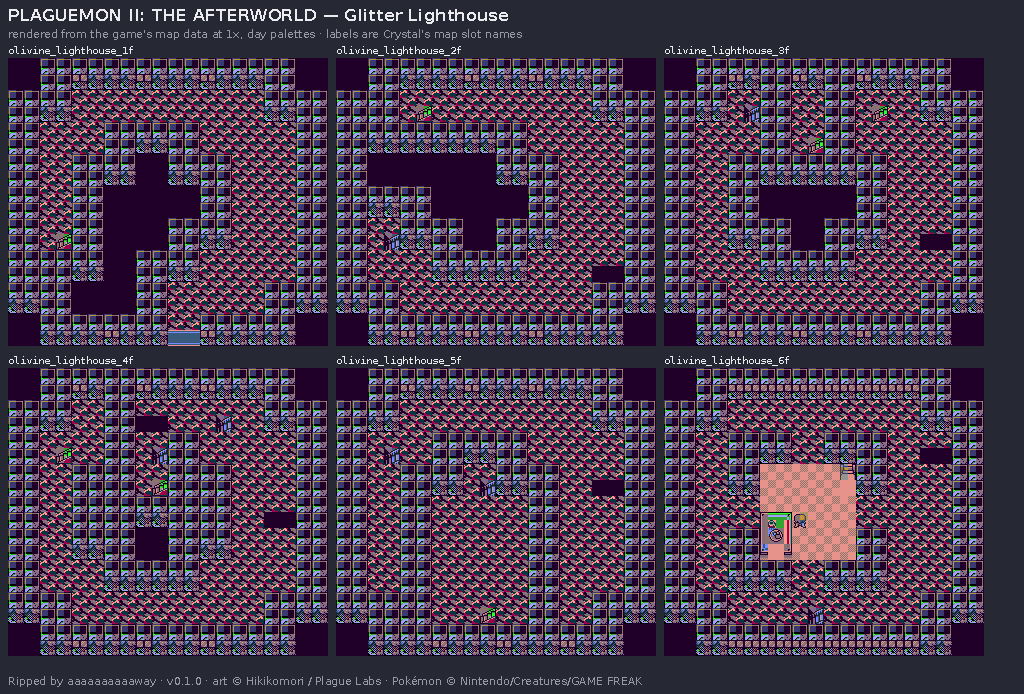 PLAGUEMON II: THE AFTERWORLD — Glitter Lighthouse
rendered from the game's map data at 1x, day palettes · labels are Crystal's map slot names
olivine_lighthouse_1f
olivine_lighthouse_2f
olivine_lighthouse_3f
olivine_lighthouse_4f
olivine_lighthouse_5f
olivine_lighthouse_6f
Ripped by aaaaaaaaaaway · v0.1.0 · art © Hikikomori / Plague Labs · Pokémon © Nintendo/Creatures/GAME FREAK